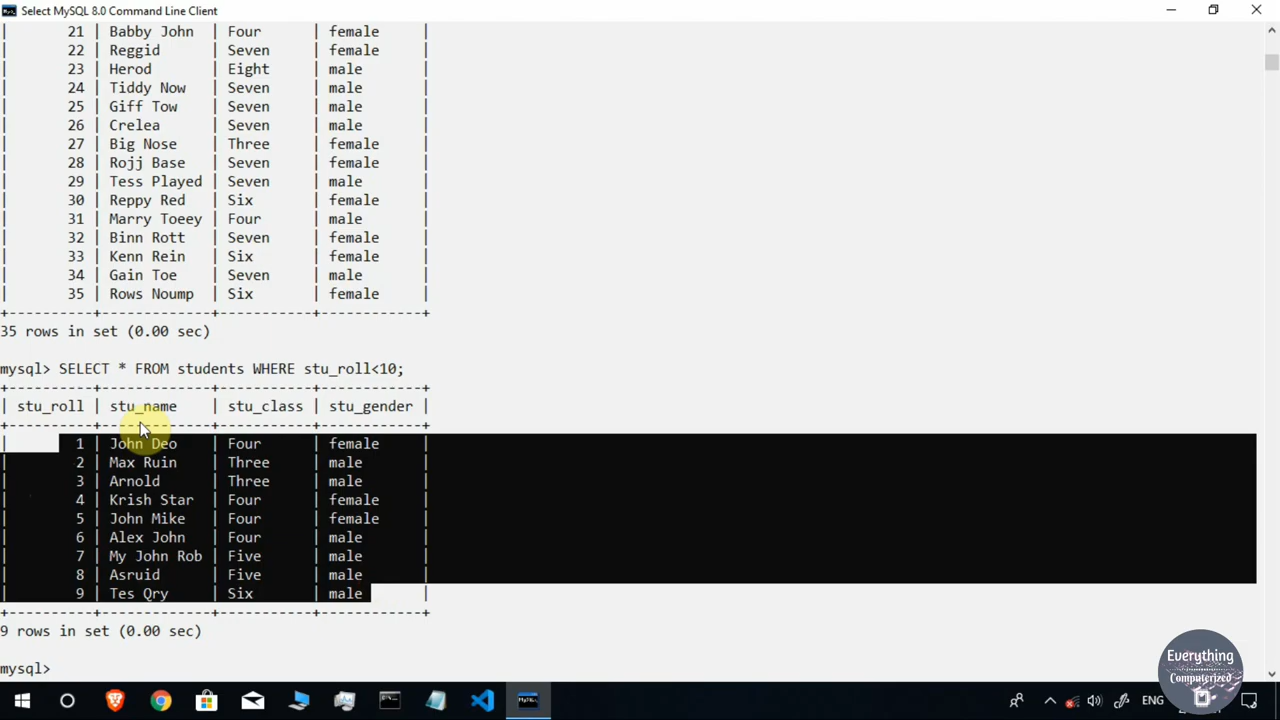 Select MySQL 8.0 Command Line Client
| 21 | Babby John | Four | female |
| 22 | Reggid | Seven | female |
| 23 | Herod | Eight | male |
| 24 | Tiddy Now | Seven | male |
| 25 | Giff Tow | Seven | male |
| 26 | Crelea | Seven | male |
| 27 | Big Nose | Three | female |
| 28 | Rojj Base | Seven | female |
| 29 | Tess Played | Seven | male |
| 30 | Reppy Red | Six | female |
| 31 | Marry Toeey | Four | male |
| 32 | Binn Rott | Seven | female |
| 33 | Kenn Rein | Six | female |
| 34 | Gain Toe | Seven | male |
| 35 | Rows Noump | Six | female |
+----------+-------------+-----------+------------+
35 rows in set (0.00 sec)
mysql> SELECT * FROM students WHERE stu_roll<10;
+----------+-------------+-----------+------------+
| stu_roll | stu_name | stu_class | stu_gender |
+----------+-------------+-----------+------------+
| 1 | John Deo | Four | female |
| 2 | Max Ruin | Three | male |
| 3 | Arnold | Three | male |
| 4 | Krish Star | Four | female |
| 5 | John Mike | Four | female |
| 6 | Alex John | Four | male |
| 7 | My John Rob | Five | male |
| 8 | Asruid | Five | male |
| 9 | Tes Qry | Six | male |
+----------+-------------+-----------+------------+
9 rows in set (0.00 sec)
mysql>
Everything
Computerized
ENG